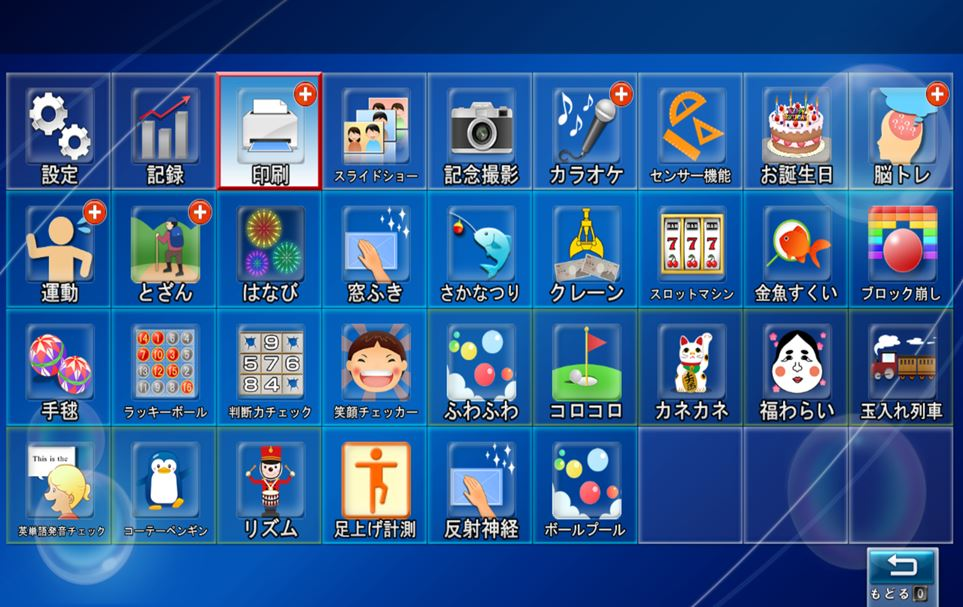 設定
記録
印刷
スライドショー
記念撮影
カラオケ
センサー機能
お誕生日
脳トレ
運動
とざん
はなび
窓ふき
さかなつり
クレーン
スロットマシン
金魚すくい
ブロック崩し
手毬
ラッキーボール
判断力チェック
笑顔チェッカー
ふわふわ
コロコロ
カネカネ
福わらい
玉入れ列車
This is the
英単語発音チェック
コーテーペンギン
リズム
足上げ計測
反射神経
ボールプール
もどる 0